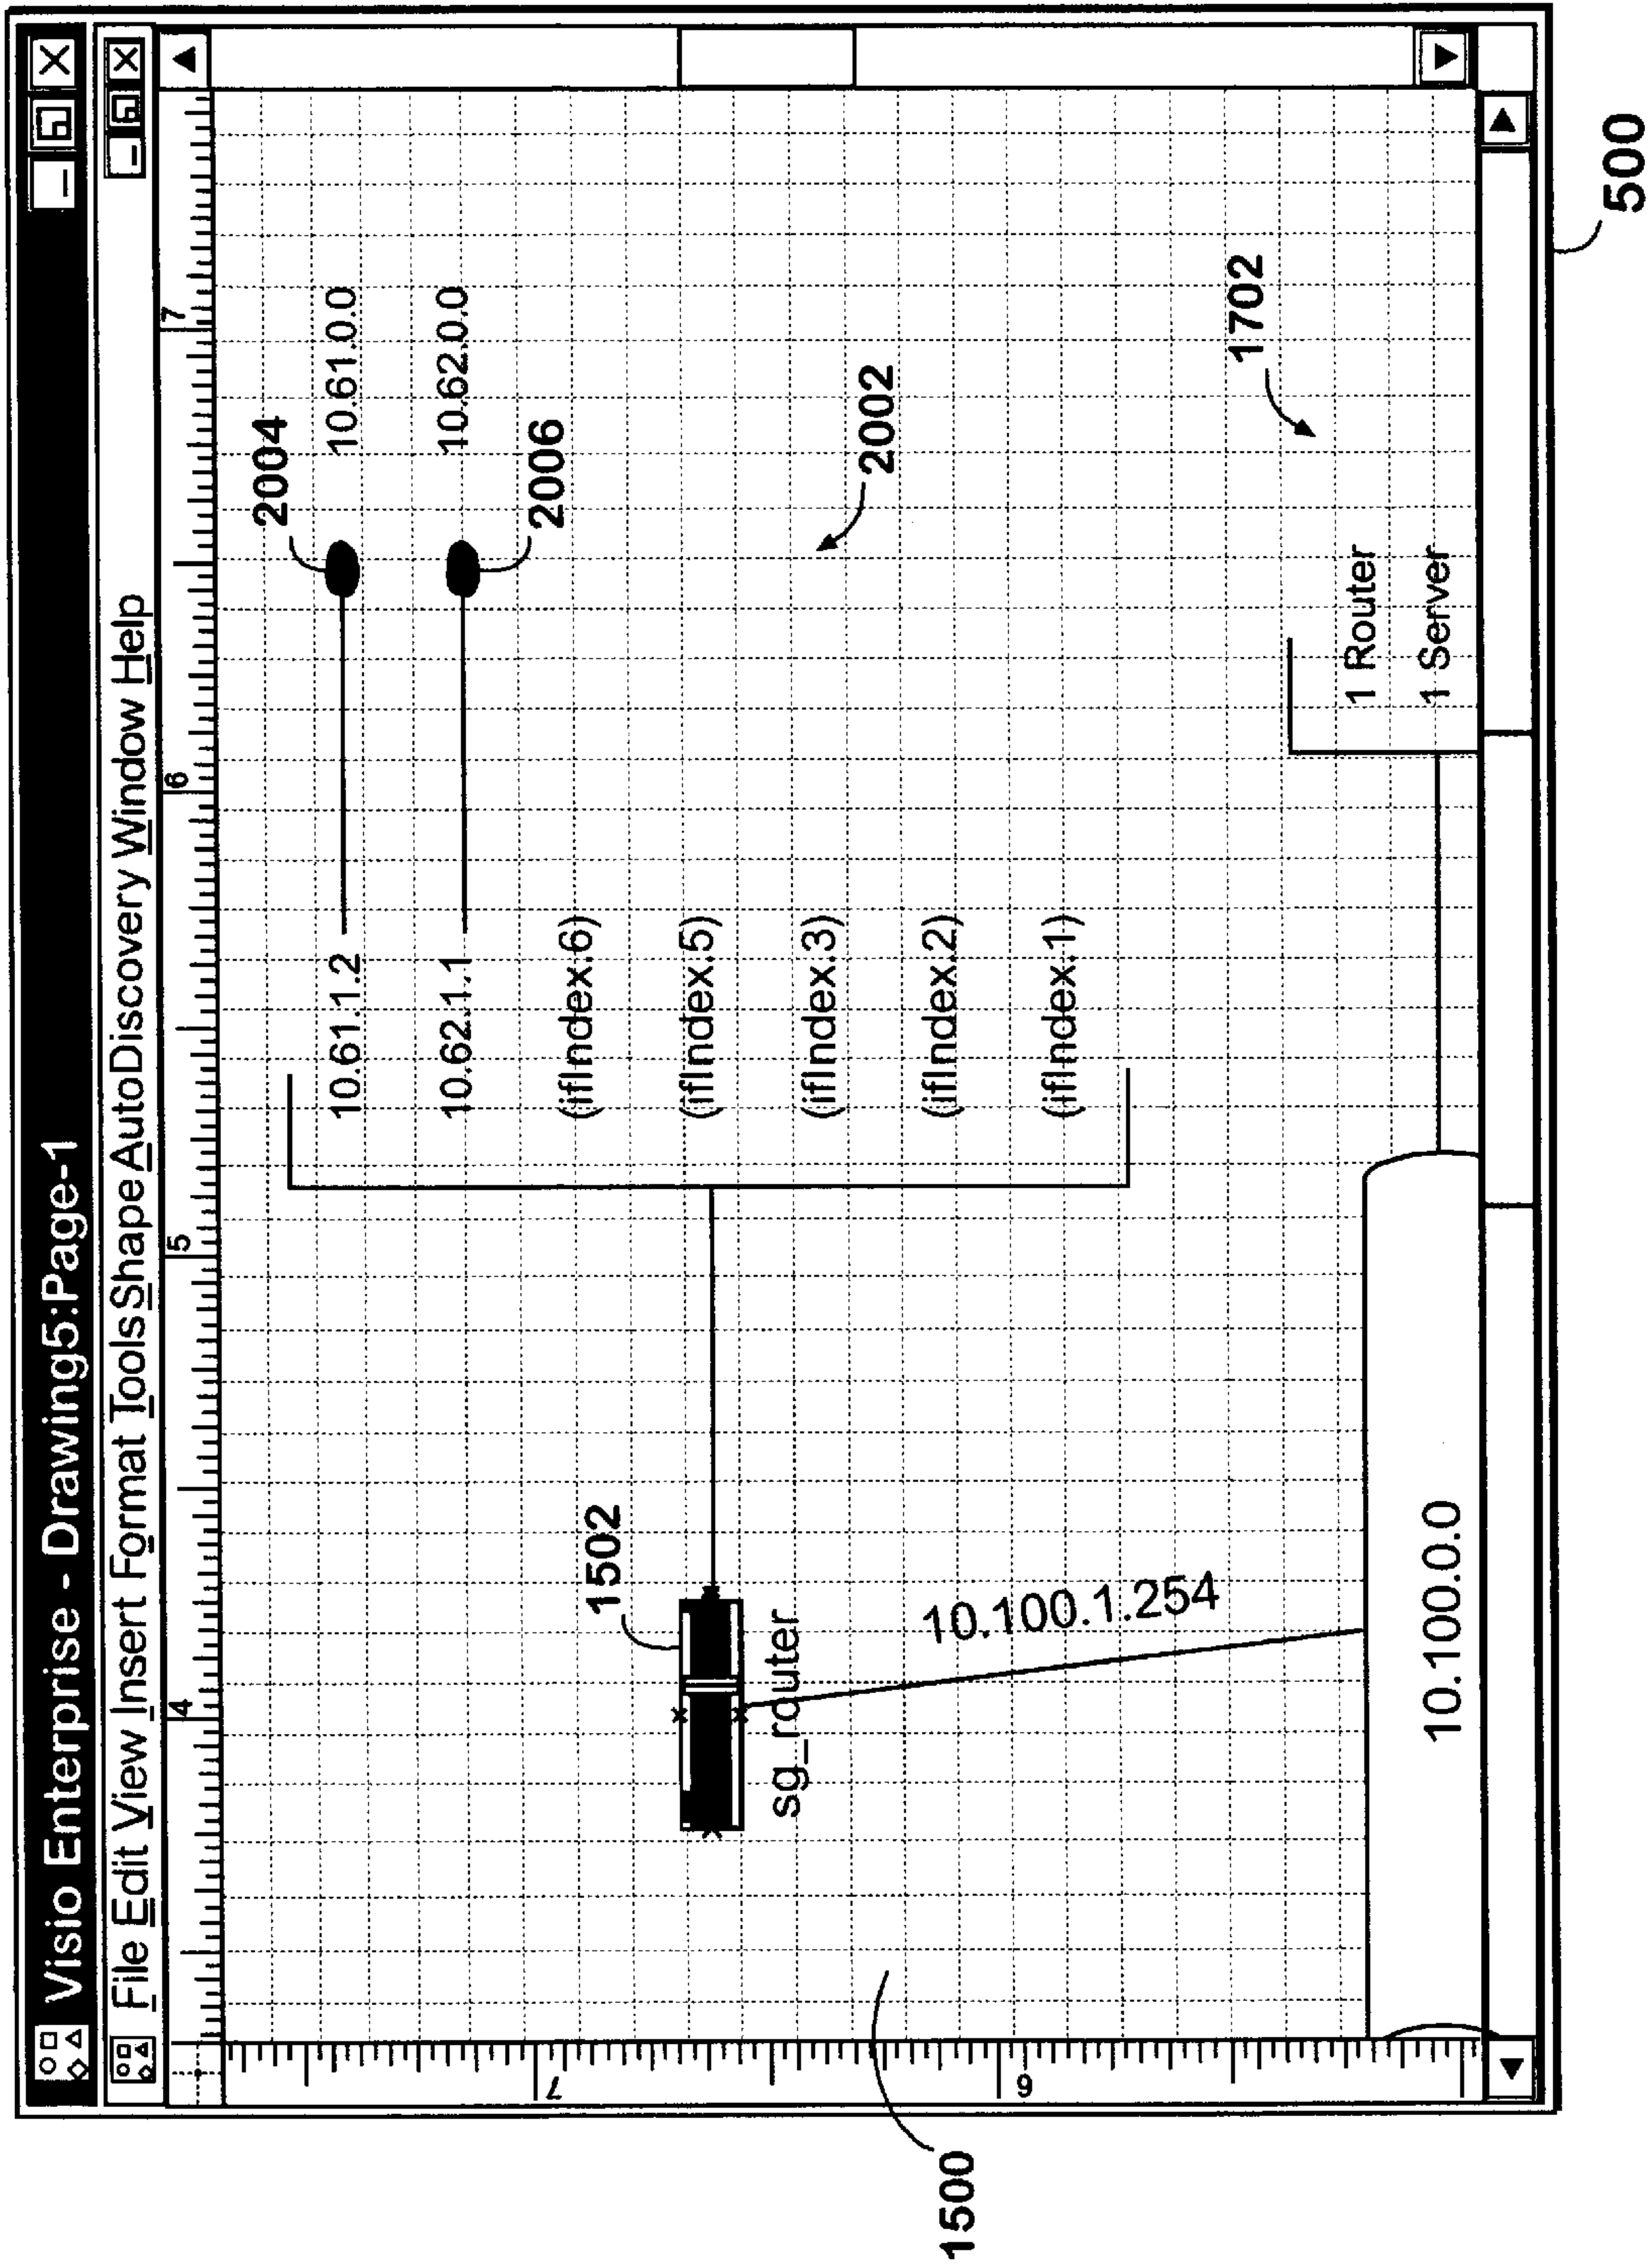 Visio Enterprise - Drawing5:Page-1
File Edit View Insert Format Tools Shape AutoDiscovery Window Help
4 5 6 7
7
6
2004
10.61.1.2 10.61.0.0
10.62.1.1 10.62.0.0
2006
(ifIndex.6)
1502
(ifIndex.5)
sg_router
(ifIndex.3)
2002
(ifIndex.2)
10.100.1.254
(ifIndex.1)
1702
1 Router
1 Server
10.100.0.0
1500
500